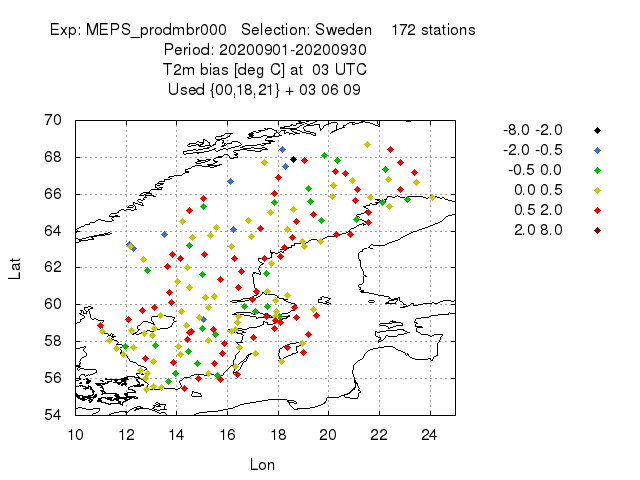 Exp: MEPS_prodmbr000 Selection: Sweden 172 stations
Period: 20200901-20200930
T2m bias [deg C] at 03 UTC
Used {00,18,21} + 03 06 09
70
68
66
64
62
60
58
56
54
Lat
10 12 14 16 18 20 22 24
Lon
-8.0 -2.0
-2.0 -0.5
-0.5 0.0
0.0 0.5
0.5 2.0
2.0 8.0